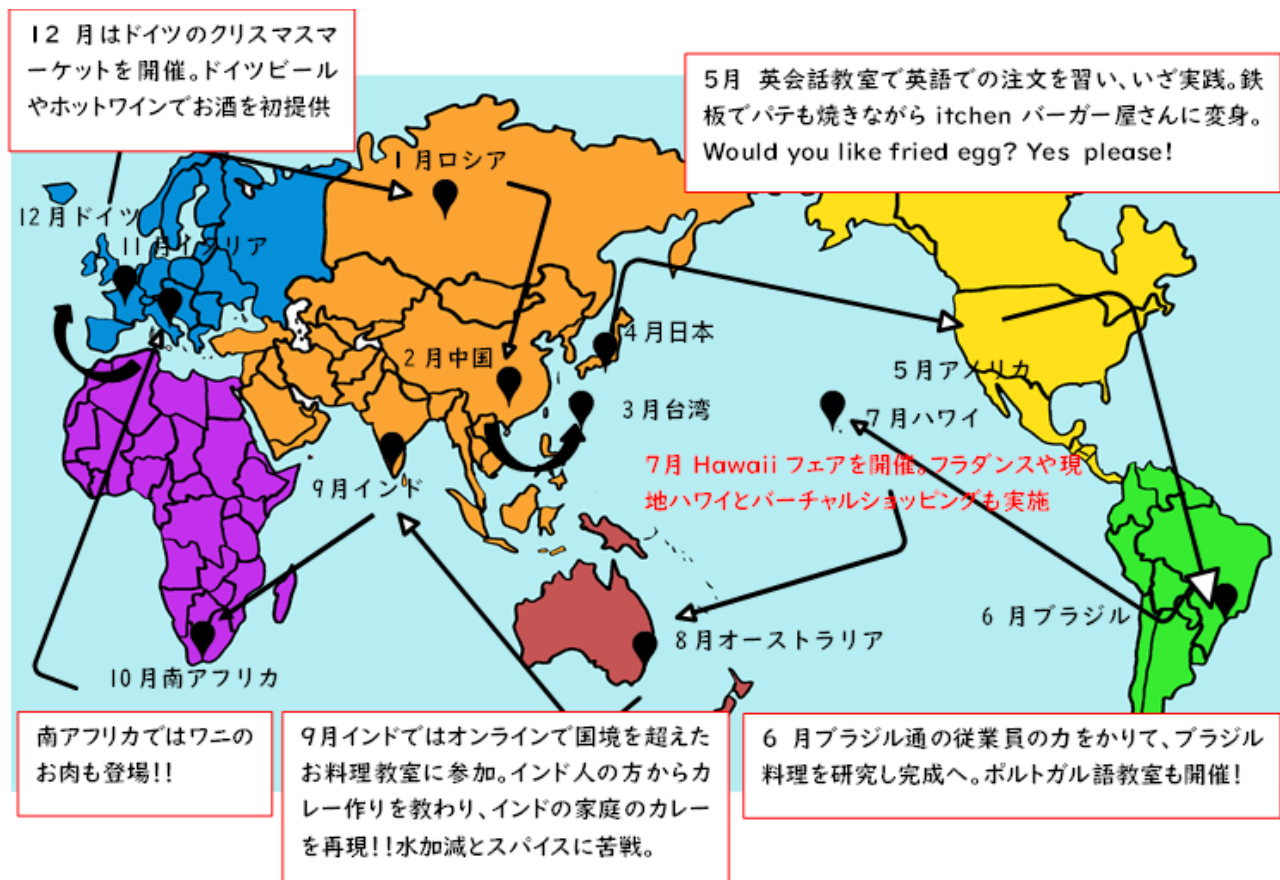 12 月はドイツのクリスマスマ
ーケットを開催。ドイツビール
やホットワインでお酒を初提供
5月 英会話教室で英語での注文を習い、いざ実践。鉄
板でパテも焼きながら itchen バーガー屋さんに変身。
Would you like fried egg? Yes please!
1月ロシア
12月ドイツ
11月イタリア
4月日本
2月中国
5月アメリカ
3月台湾
7月ハワイ
7月 Hawaii フェアを開催。フラダンスや現
地ハワイとバーチャルショッピングも実施
9月インド
6 月ブラジル
8月オーストラリア
10月南アフリカ
南アフリカではワニの
お肉も登場!!
9月インドではオンラインで国境を超えた
お料理教室に参加。インド人の方からカ
レー作りを教わり、インドの家庭のカレー
を再現!!水加減とスパイスに苦戦。
6 月ブラジル通の従業員の力をかりて、ブラジル
料理を研究し完成へ。ポルトガル語教室も開催!